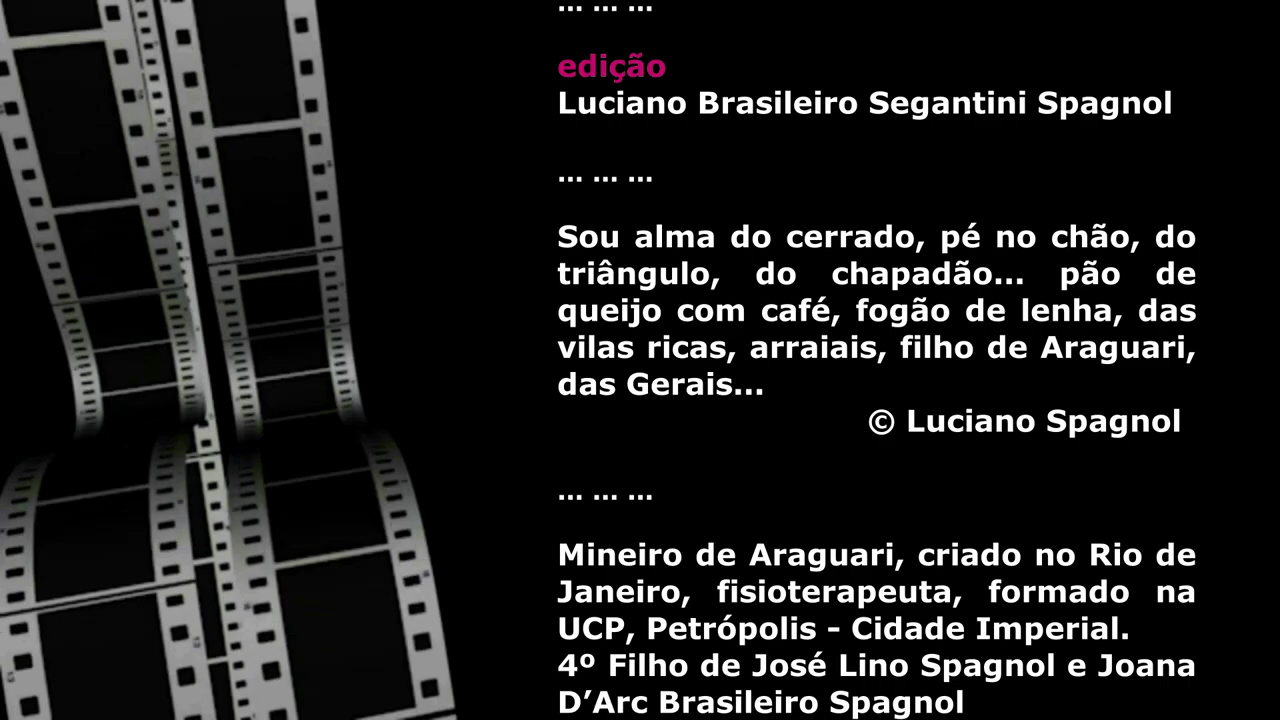 ... ... ...
edição
Luciano Brasileiro Segantini Spagnol
... ... ...
Sou alma do cerrado, pé no chão, do
triângulo, do chapadão... pão de
queijo com café, fogão de lenha, das
vilas ricas, arraiais, filho de Araguari,
das Gerais...
© Luciano Spagnol
... ... ...
Mineiro de Araguari, criado no Rio de
Janeiro, fisioterapeuta, formado na
UCP, Petrópolis - Cidade Imperial.
4º Filho de José Lino Spagnol e Joana
D’Arc Brasileiro Spagnol